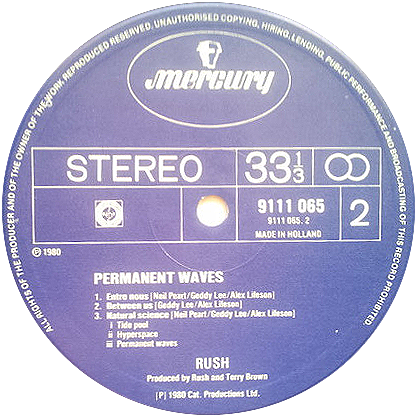 ALL RIGHTS OF THE PRODUCER AND OF THE OWNER OF THE WORK REPRODUCED RESERVED. UNAUTHORISED COPYING, HIRING, LENDING, PUBLIC PERFORMANCE AND BROADCASTING OF THIS RECORD PROHIBITED.
mercury
STEREO 33 1/3
9111 065
9111 065. 2
MADE IN HOLLAND
2
Ⓟ 1980
PERMANENT WAVES
1. Entre nous (Neil Peart/Geddy Lee/Alex Lifeson)
2. Between us (Geddy Lee/Alex Lifeson)
3. Natural science (Neil Peart/Geddy Lee/Alex Lifeson)
i Tide pool
ii Hyperspace
iii Permanent waves
RUSH
Produced by Rush and Terry Brown
(P) 1980 Cat. Productions Ltd.